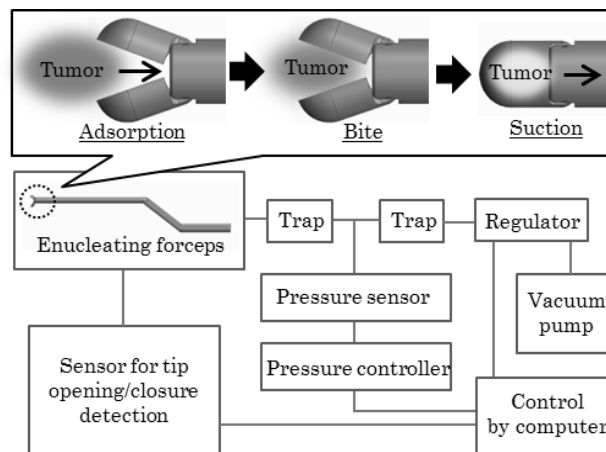 Tumor
Adsorption
Tumor
Bite
Tumor
Suction
Enucleating forceps
Trap
Trap
Regulator
Pressure sensor
Vacuum
pump
Sensor for tip
opening/closure
detection
Pressure controller
Control
by computer